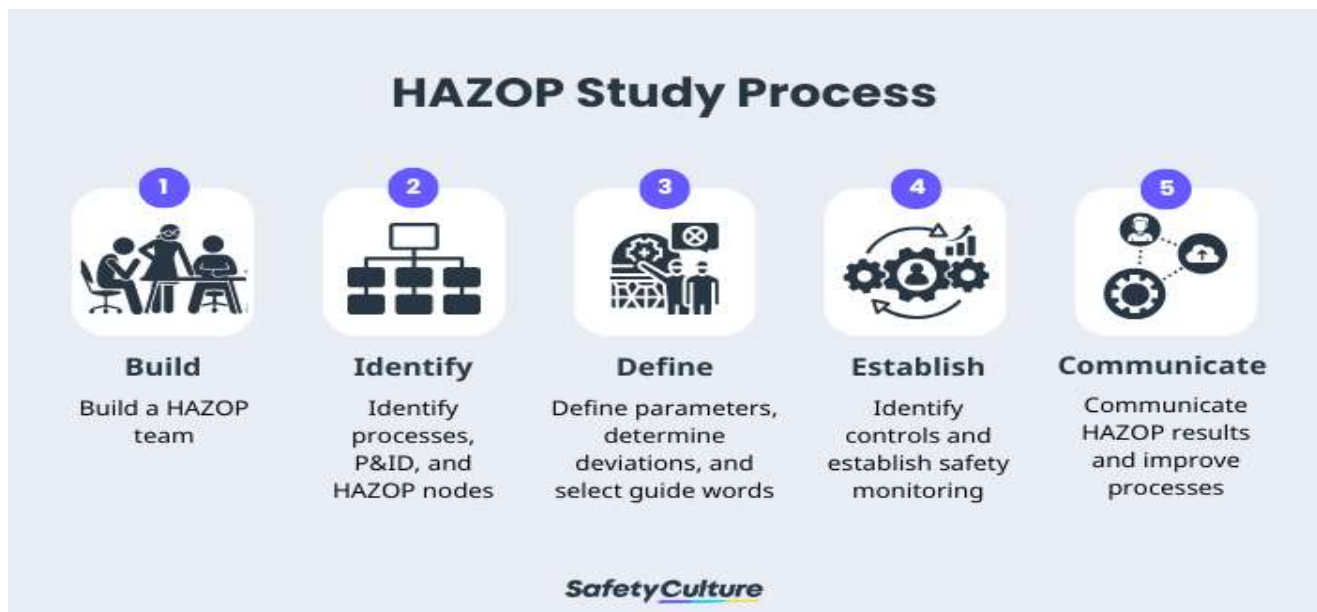 HAZOP Study Process
1
2
3
4
5
Build
Build a HAZOP
team
Identify
Identify
processes,
P&ID, and
HAZOP nodes
Define
Define parameters,
determine
deviations, and
select guide words
Establish
Identify
controls and
establish safety
monitoring
Communicate
Communicate
HAZOP results
and improve
processes
SafetyCulture